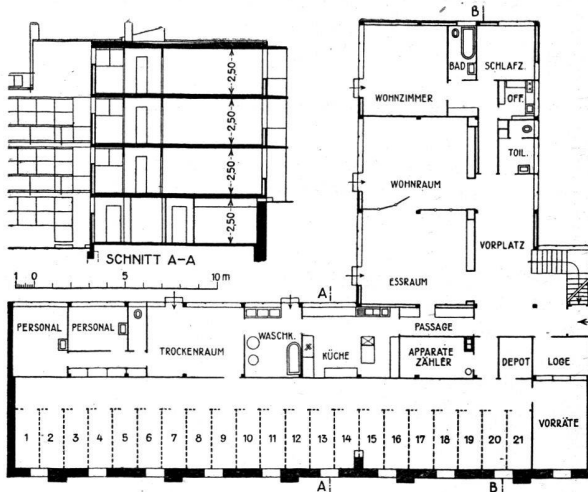 B
BAD
SCHLAFZ.
WOHNZIMMER
OFF.
TOIL.
WOHNRAUM
VORPLATZ
ESSRAUM
2,50
2,50
2,50
2,50
SCHNITT A-A
1 0 5 10 m
A
PERSONAL
PERSONAL
TROCKENRAUM
WASCHK.
KÜCHE
PASSAGE
APPARATE
ZÄHLER
DEPOT
LOGE
1 2 3 4 5 6 7 8 9 10 11 12 13 14 15 16 17 18 19 20 21
VORRÄTE
A
B